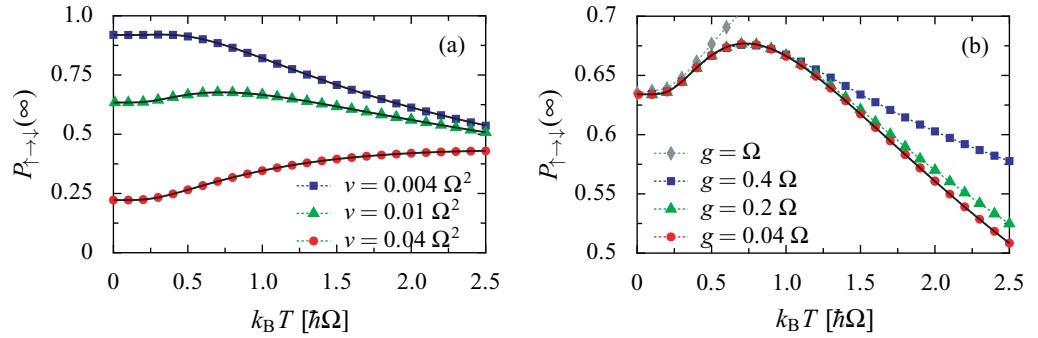 (a)
P↑→↓(∞)
1.0
0.75
0.5
0.25
0
v = 0.004 Ω²
v = 0.01 Ω²
v = 0.04 Ω²
0.0 0.5 1.0 1.5 2.0 2.5
k_B T [ℏΩ]
(b)
P↑→↓(∞)
0.7
0.65
0.6
0.55
0.5
g = Ω
g = 0.4 Ω
g = 0.2 Ω
g = 0.04 Ω
0 0.5 1.0 1.5 2.0 2.5
k_B T [ℏΩ]